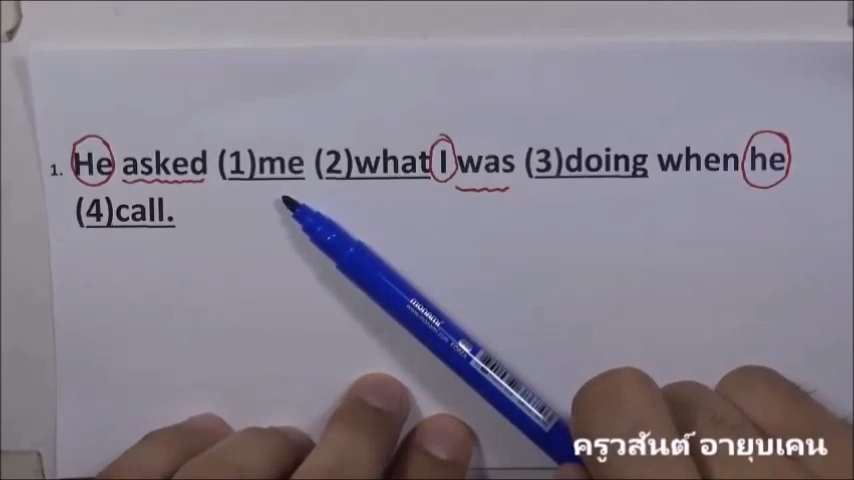 1. He asked (1)me (2)what I was (3)doing when he
(4)call.
monami
ครูวสันต์ อายุบเคน